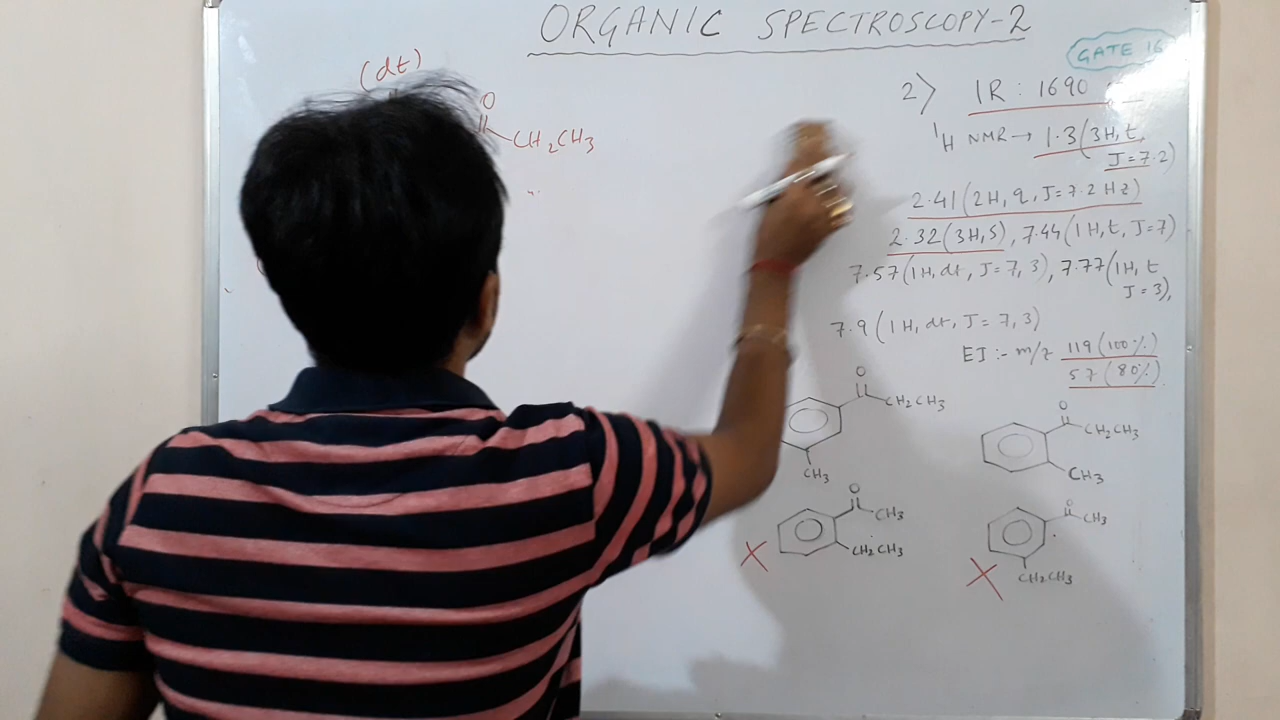 ORGANIC SPECTROSCOPY-2
GATE 16
(dt)
O
CH₂CH₃
2> IR : 1690
¹H NMR → 1.3(3H, t,
J=7.2)
2.41(2H, q, J=7.2 Hz)
2.32(3H,S), 7.44(1H,t, J=7)
7.57(1H,dt, J=7,3), 7.77(1H, t
J=3),
7.9(1H, dt, J=7,3)
EI :- m/z 119(100%)
57(80%).
O
CH₂CH₃
CH₃
O
CH₂CH₃
CH₃
X
O
CH₃
CH₂CH₃
X
O
CH₃
CH₂CH₃